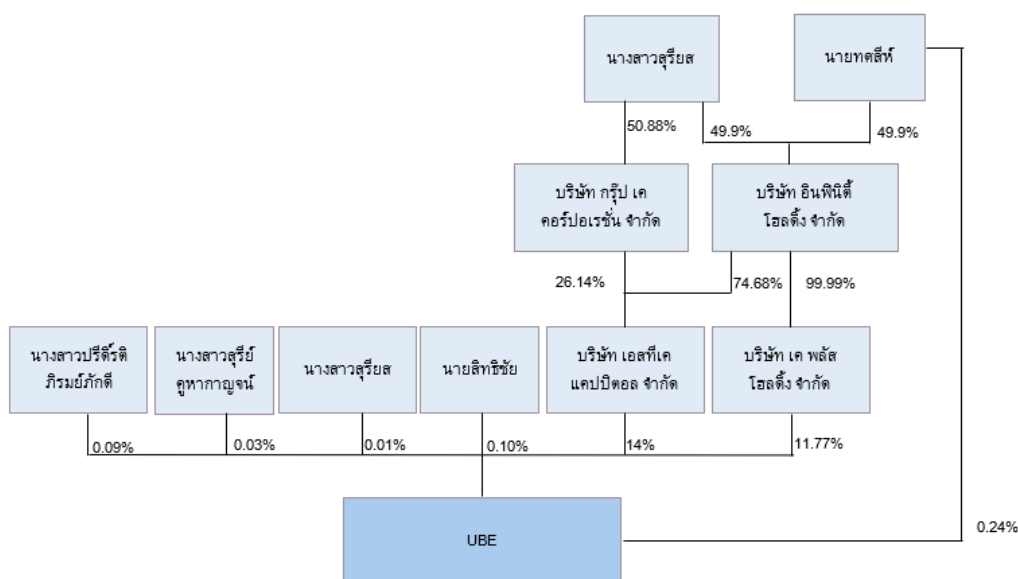 นางสาวสุรียส
นายทศสีห์
50.88%
49.9%
49.9%
บริษัท กรุ๊ป เค
คอร์ปอเรชั่น จำกัด
บริษัท อินฟินิตี้
โฮลดิ้ง จำกัด
26.14%
74.68%
99.99%
นางสาวปรีดิ์รติ
ภิรมย์ภักดี
นางสาวสุรีย์
คูหากาญจน์
นางสาวสุรียส
นายสิทธิชัย
บริษัท เอสทีเค
แคปปิตอล จำกัด
บริษัท เค พลัส
โฮลดิ้ง จำกัด
0.09%
0.03%
0.01%
0.10%
14%
11.77%
UBE
0.24%